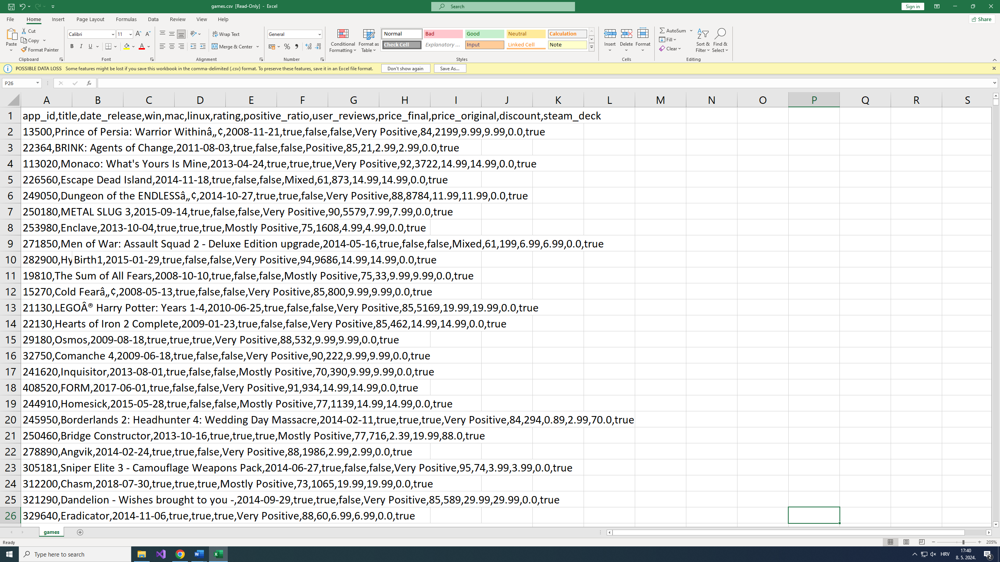 games.csv [Read-Only] - Excel
Search
Sign in
File Home Insert Page Layout Formulas Data Review View Help
Share
Paste
Cut
Copy
Format Painter
Clipboard
Calibri 11
B I U
Font
Wrap Text
Merge & Center
Alignment
General
Number
Conditional Formatting
Format as Table
Normal Bad Good Neutral Calculation
Check Cell Explanatory ... Input Linked Cell Note
Styles
Insert Delete Format
Cells
AutoSum
Fill
Clear
Sort & Filter
Find & Select
Editing
POSSIBLE DATA LOSS Some features might be lost if you save this workbook in the comma-delimited (.csv) format. To preserve these features, save it in an Excel file format. Don't show again Save As...
P26 fx
A B C D E F G H I J K L M N O P Q R S
1 app_id,title,date_release,win,mac,linux,rating,positive_ratio,user_reviews,price_final,price_original,discount,steam_deck
2 13500,Prince of Persia: Warrior Withinâ„¢,2008-11-21,true,false,false,Very Positive,84,2199,9.99,9.99,0.0,true
3 22364,BRINK: Agents of Change,2011-08-03,true,false,false,Positive,85,21,2.99,2.99,0.0,true
4 113020,Monaco: What's Yours Is Mine,2013-04-24,true,true,true,Very Positive,92,3722,14.99,14.99,0.0,true
5 226560,Escape Dead Island,2014-11-18,true,false,false,Mixed,61,873,14.99,14.99,0.0,true
6 249050,Dungeon of the ENDLESSâ„¢,2014-10-27,true,true,false,Very Positive,88,8784,11.99,11.99,0.0,true
7 250180,METAL SLUG 3,2015-09-14,true,false,false,Very Positive,90,5579,7.99,7.99,0.0,true
8 253980,Enclave,2013-10-04,true,true,true,Mostly Positive,75,1608,4.99,4.99,0.0,true
9 271850,Men of War: Assault Squad 2 - Deluxe Edition upgrade,2014-05-16,true,false,false,Mixed,61,199,6.99,6.99,0.0,true
10 282900,Hy Birth1,2015-01-29,true,false,false,Very Positive,94,9686,14.99,14.99,0.0,true
11 19810,The Sum of All Fears,2008-10-10,true,false,false,Mostly Positive,75,33,9.99,9.99,0.0,true
12 15270,Cold Fearâ„¢,2008-05-13,true,false,false,Very Positive,85,800,9.99,9.99,0.0,true
13 21130,LEGOÂ® Harry Potter: Years 1-4,2010-06-25,true,false,false,Very Positive,85,5169,19.99,19.99,0.0,true
14 22130,Hearts of Iron 2 Complete,2009-01-23,true,false,false,Very Positive,85,462,14.99,14.99,0.0,true
15 29180,Osmos,2009-08-18,true,true,true,Very Positive,88,532,9.99,9.99,0.0,true
16 32750,Comanche 4,2009-06-18,true,false,false,Very Positive,90,222,9.99,9.99,0.0,true
17 241620,Inquisitor,2013-08-01,true,false,false,Mostly Positive,70,390,9.99,9.99,0.0,true
18 408520,FORM,2017-06-01,true,false,false,Very Positive,91,934,14.99,14.99,0.0,true
19 244910,Homesick,2015-05-28,true,false,false,Mostly Positive,77,1139,14.99,14.99,0.0,true
20 245950,Borderlands 2: Headhunter 4: Wedding Day Massacre,2014-02-11,true,true,true,Very Positive,84,294,0.89,2.99,70.0,true
21 250460,Bridge Constructor,2013-10-16,true,true,true,Mostly Positive,77,716,2.39,19.99,88.0,true
22 278890,Angvik,2014-02-24,true,true,false,Very Positive,88,1986,2.99,2.99,0.0,true
23 305181,Sniper Elite 3 - Camouflage Weapons Pack,2014-06-27,true,false,false,Very Positive,95,74,3.99,3.99,0.0,true
24 312200,Chasm,2018-07-30,true,true,true,Mostly Positive,73,1065,19.99,19.99,0.0,true
25 321290,Dandelion - Wishes brought to you -,2014-09-29,true,true,false,Very Positive,85,589,29.99,29.99,0.0,true
26 329640,Eradicator,2014-11-06,true,true,true,Very Positive,88,60,6.99,6.99,0.0,true
games
Ready
205%
Type here to search
HRV
17:40
8. 5. 2024.
2